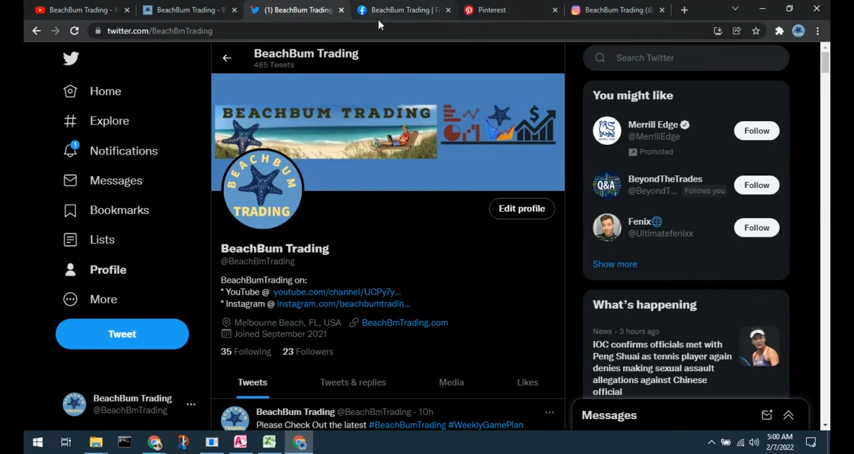 BeachBum Trading - Y
BeachBum Trading - B
(1) BeachBum Trading
BeachBum Trading | F
Pinterest
BeachBum Trading (@
twitter.com/BeachBmTrading
BeachBum Trading
485 Tweets
Search Twitter
Home
Explore
1
Notifications
Messages
Bookmarks
Lists
Profile
More
Tweet
BeachBum Trading
@BeachBmTrading
BEACHBUM TRADING
BEACHBUM
TRADING
Edit profile
BeachBum Trading
@BeachBmTrading
BeachBumTrading on:
* YouTube @ youtube.com/channel/UCPy7y...
* Instagram @ instagram.com/beachbumtradin...
Melbourne Beach, FL, USA BeachBmTrading.com
Joined September 2021
35 Following 23 Followers
Tweets Tweets & replies Media Likes
BeachBum Trading @BeachBmTrading · 10h
Please Check Out the latest #BeachBumTrading #WeeklyGamePlan
You might like
Merrill Edge
@MerrillEdge
Promoted
Follow
Q&A
BeyondTheTrades
@BeyondT... Follows you
Follow
Fenix
@Ultimatefenixx
Follow
Show more
What's happening
News · 3 hours ago
IOC confirms officials met with
Peng Shuai as tennis player again
denies making sexual assault
allegations against Chinese
official
Messages
5:00 AM
2/7/2022